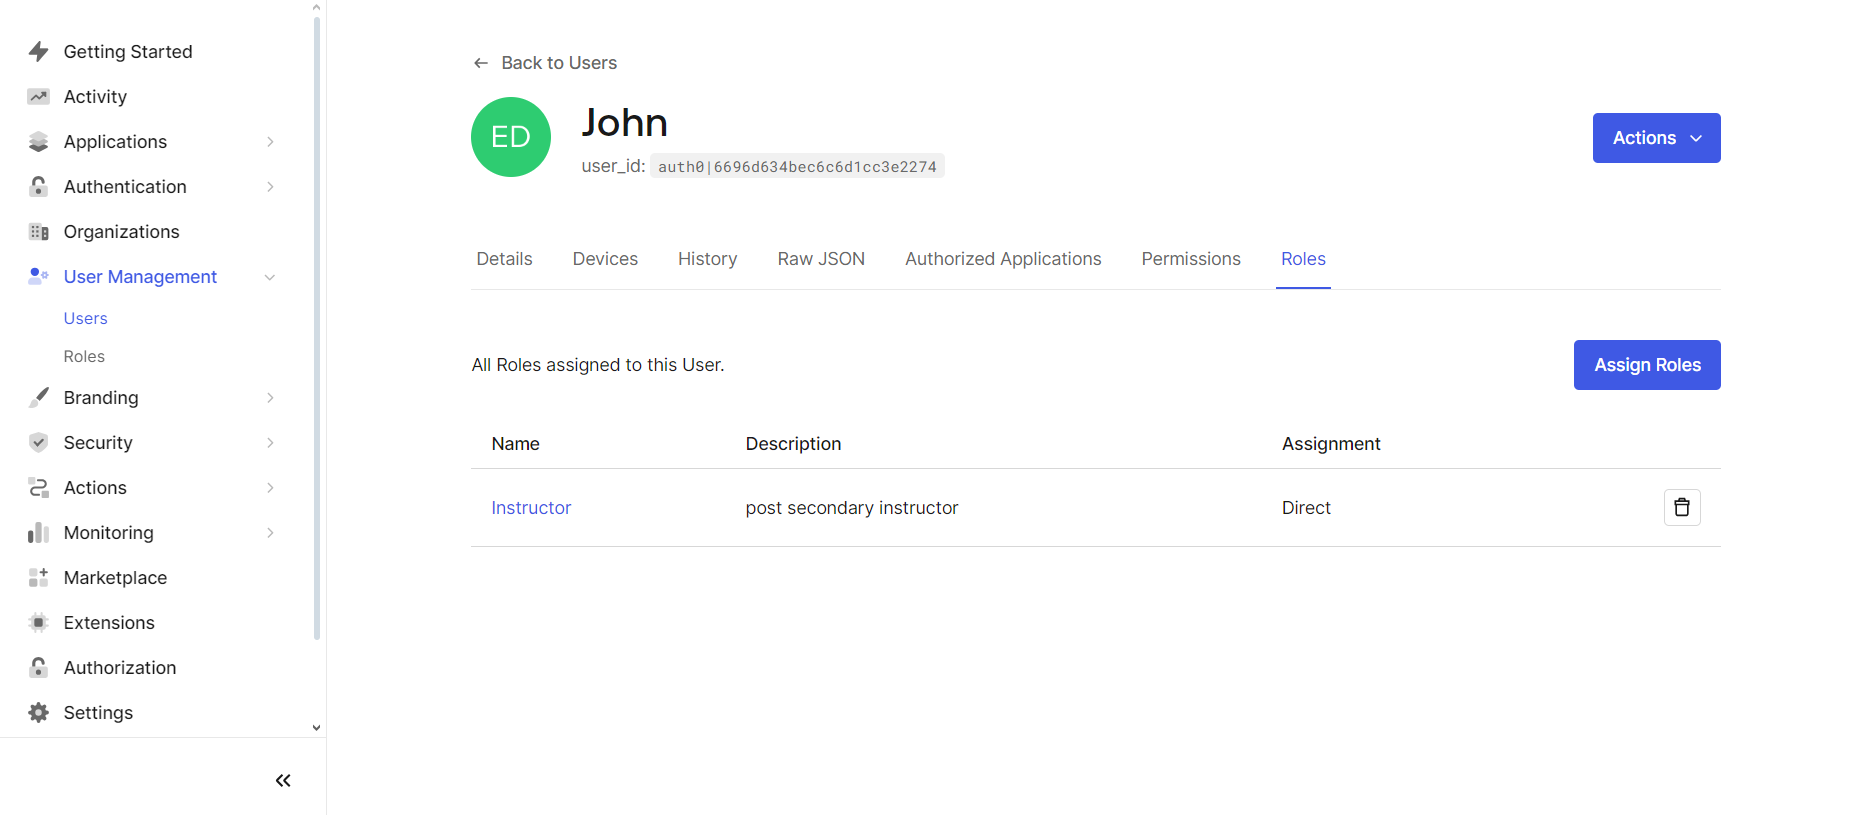 Getting Started
Activity
Applications
Authentication
Organizations
User Management
Users
Roles
Branding
Security
Actions
Monitoring
Marketplace
Extensions
Authorization
Settings
Back to Users
ED
John
user_id: auth0|6696d634bec6c6d1cc3e2274
Actions
Details Devices History Raw JSON Authorized Applications Permissions Roles
All Roles assigned to this User.
Assign Roles
Name Description Assignment
Instructor post secondary instructor Direct